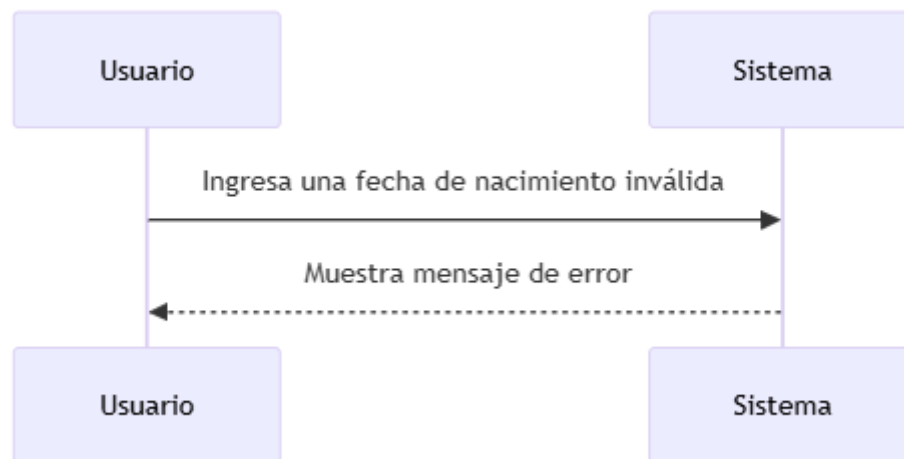 Usuario
Sistema
Ingresa una fecha de nacimiento inválida
Muestra mensaje de error
Usuario
Sistema